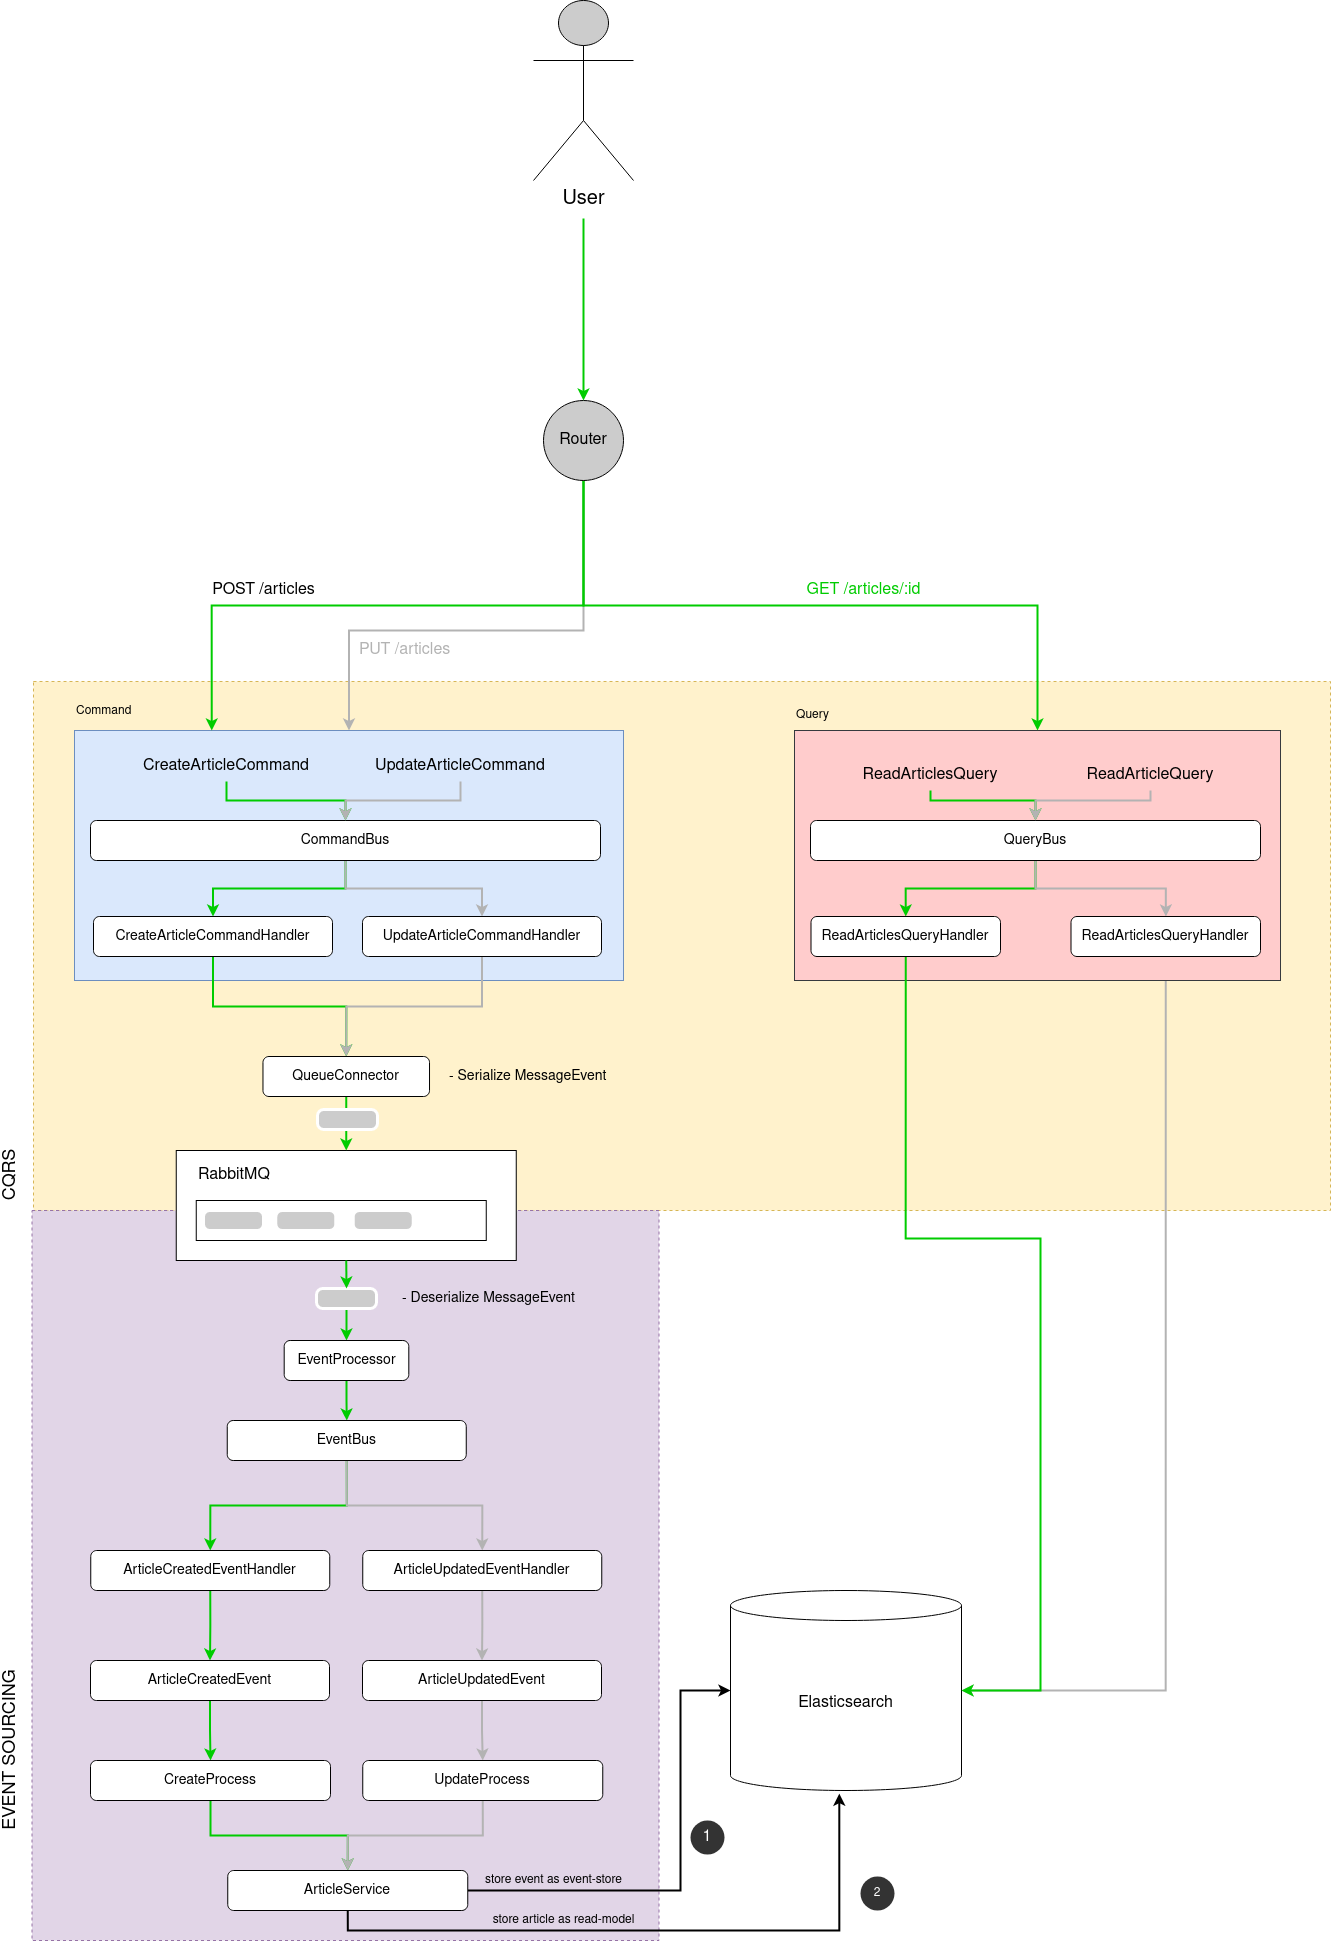 User
Router
POST /articles
GET /articles/:id
PUT /articles
Command
Query
CreateArticleCommand
UpdateArticleCommand
ReadArticlesQuery
ReadArticleQuery
CommandBus
QueryBus
CreateArticleCommandHandler
UpdateArticleCommandHandler
ReadArticlesQueryHandler
ReadArticlesQueryHandler
QueueConnector
- Serialize MessageEvent
CQRS
RabbitMQ
- Deserialize MessageEvent
EventProcessor
EventBus
ArticleCreatedEventHandler
ArticleUpdatedEventHandler
ArticleCreatedEvent
ArticleUpdatedEvent
Elasticsearch
EVENT SOURCING
CreateProcess
UpdateProcess
1
ArticleService
store event as event-store
2
store article as read-model